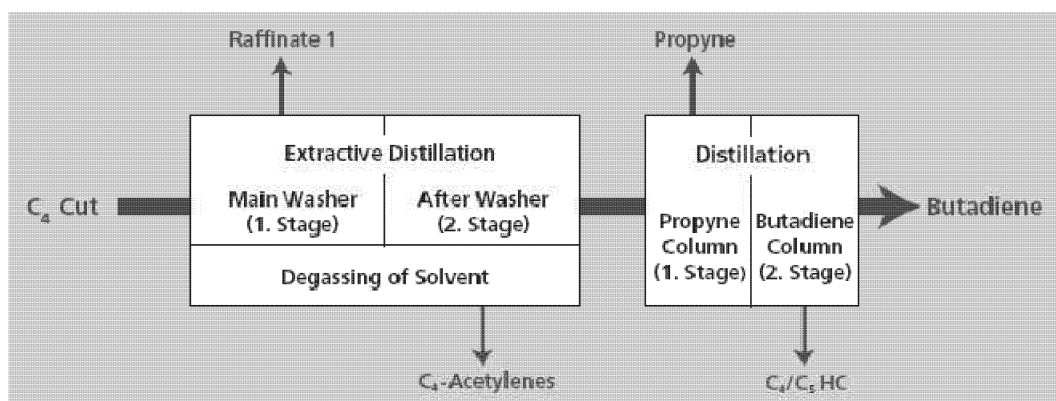 Raffinate 1
Propyne
Extractive Distillation
Distillation
C₄ Cut
Main Washer
(1. Stage)
After Washer
(2. Stage)
Propyne
Column
(1. Stage)
Butadiene
Column
(2. Stage)
Butadiene
Degassing of Solvent
C₄-Acetylenes
C₄/C₅ HC